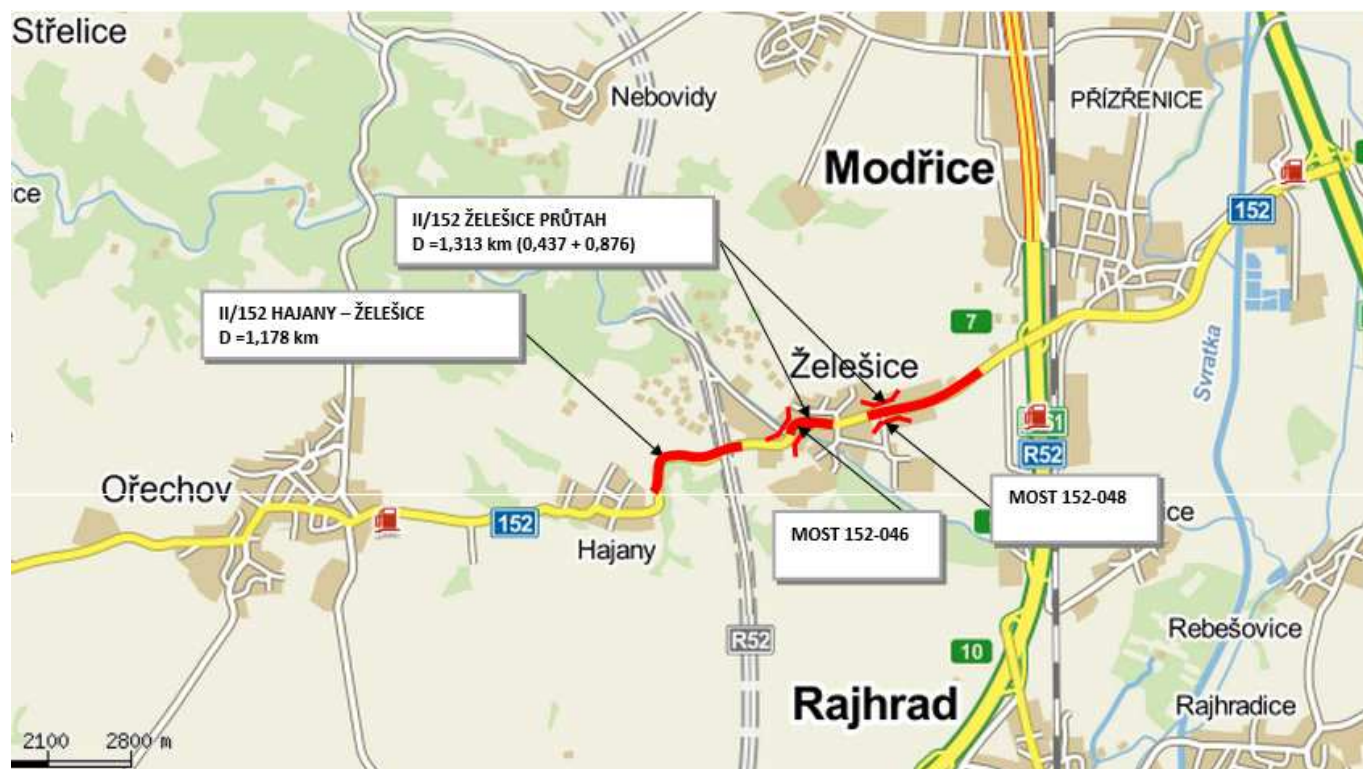 Střelice
Nebovidy
PŘÍZŘENICE
Modřice
ice
152
II/152 ŽELEŠICE PRŮTAH
D =1,313 km (0,437 + 0,876)
II/152 HAJANY – ŽELEŠICE
D =1,178 km
7
Svratka
Želešice
61
R52
Ořechov
MOST 152-048
ice
152
MOST 152-046
Hajany
R52
10
Rebešovice
Rajhrad
Rajhradice
2100 2800 m